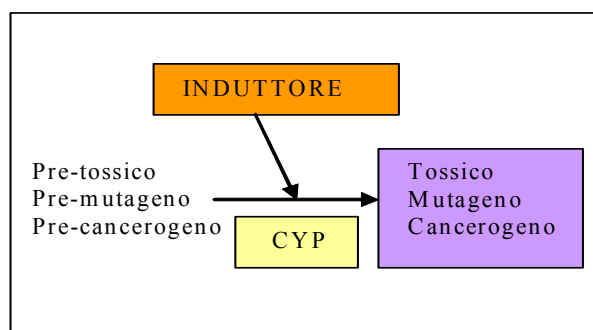 INDUTTORE
Pre-tossico
Pre-mutageno
Pre-cancerogeno
CYP
Tossico
Mutageno
Cancerogeno